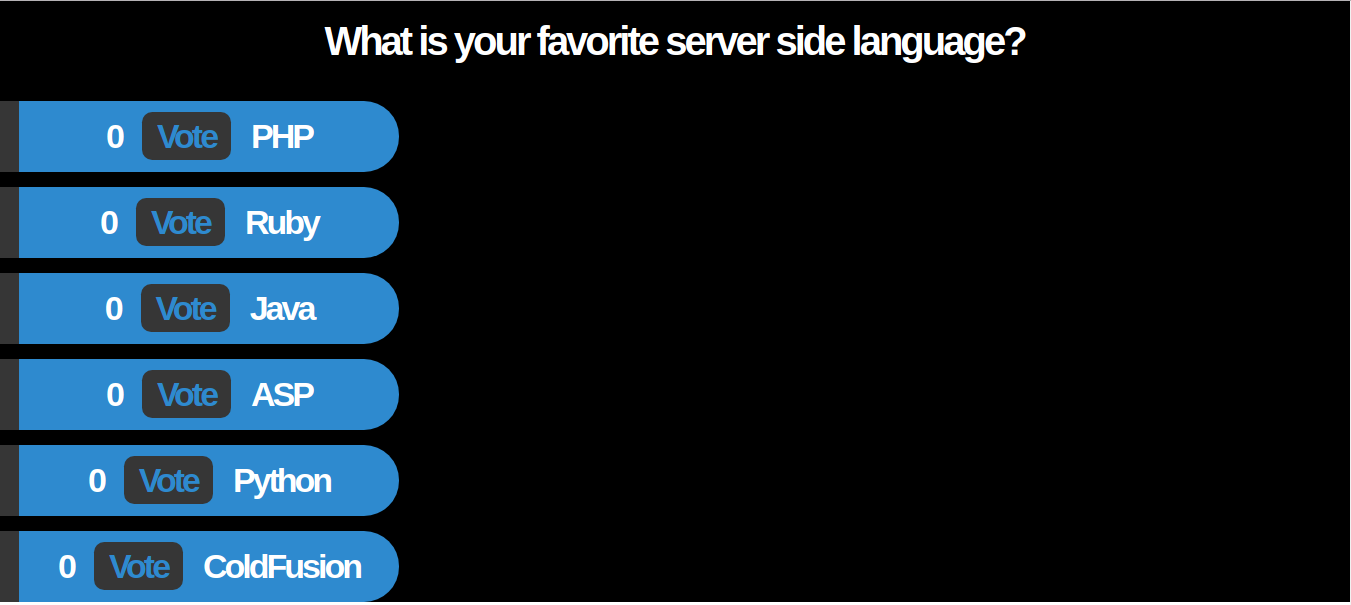 What is your favorite server side language?
0 Vote PHP
0 Vote Ruby
0 Vote Java
0 Vote ASP
0 Vote Python
0 Vote ColdFusion